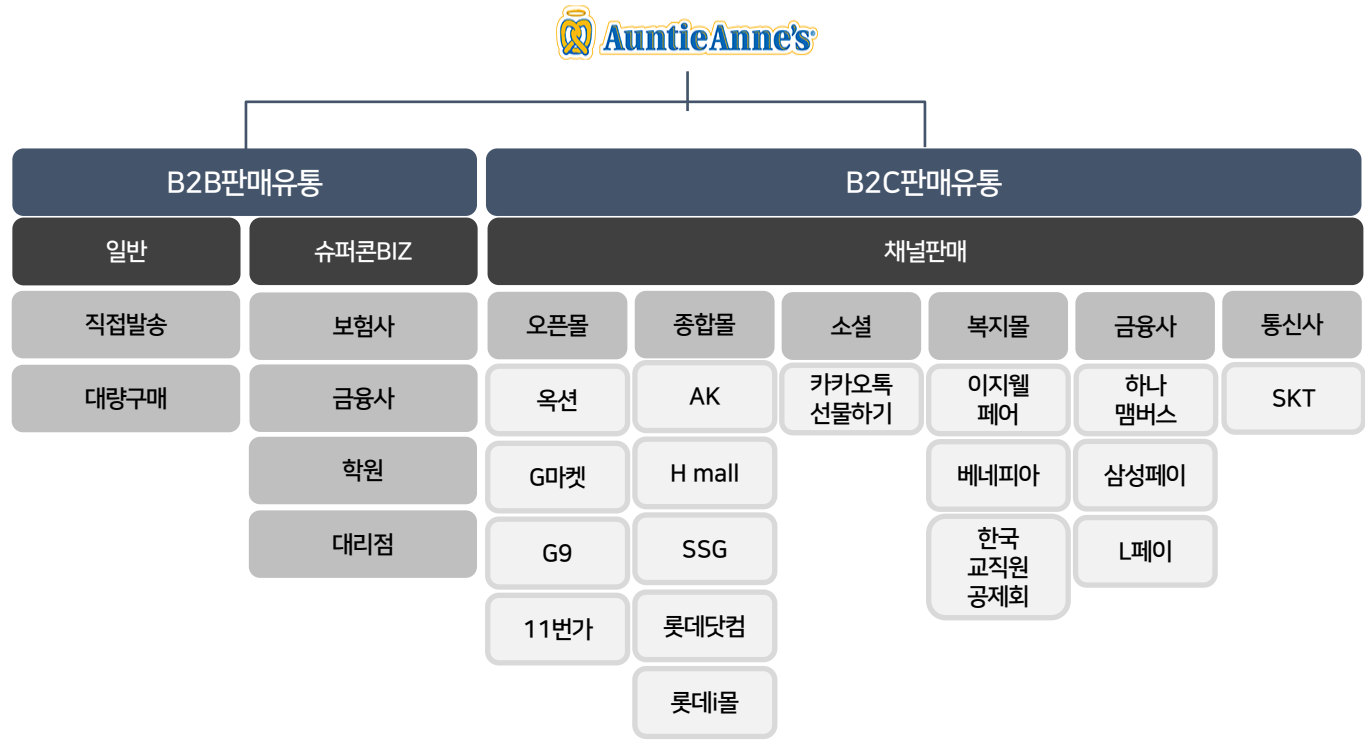 AuntieAnne's
B2B판매유통
B2C판매유통
일반
슈퍼콘BIZ
채널판매
직접발송
보험사
오픈몰
종합몰
소셜
복지몰
금융사
통신사
대량구매
금융사
옥션
AK
카카오톡
선물하기
이지웰
페어
하나
맴버스
SKT
학원
G마켓
H mall
베네피아
삼성페이
대리점
G9
SSG
한국
교직원
공제회
L페이
11번가
롯데닷컴
롯데i몰